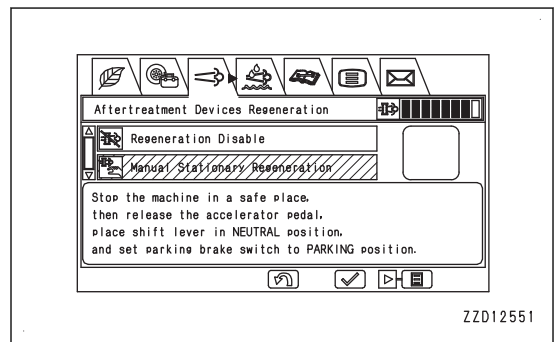 Aftertreatment Devices Regeneration
Regeneration Disable
Manual Stationary Regeneration
Stop the machine in a safe place,
then release the accelerator pedal,
place shift lever in NEUTRAL position,
and set parking brake switch to PARKING position.
ZZD12551